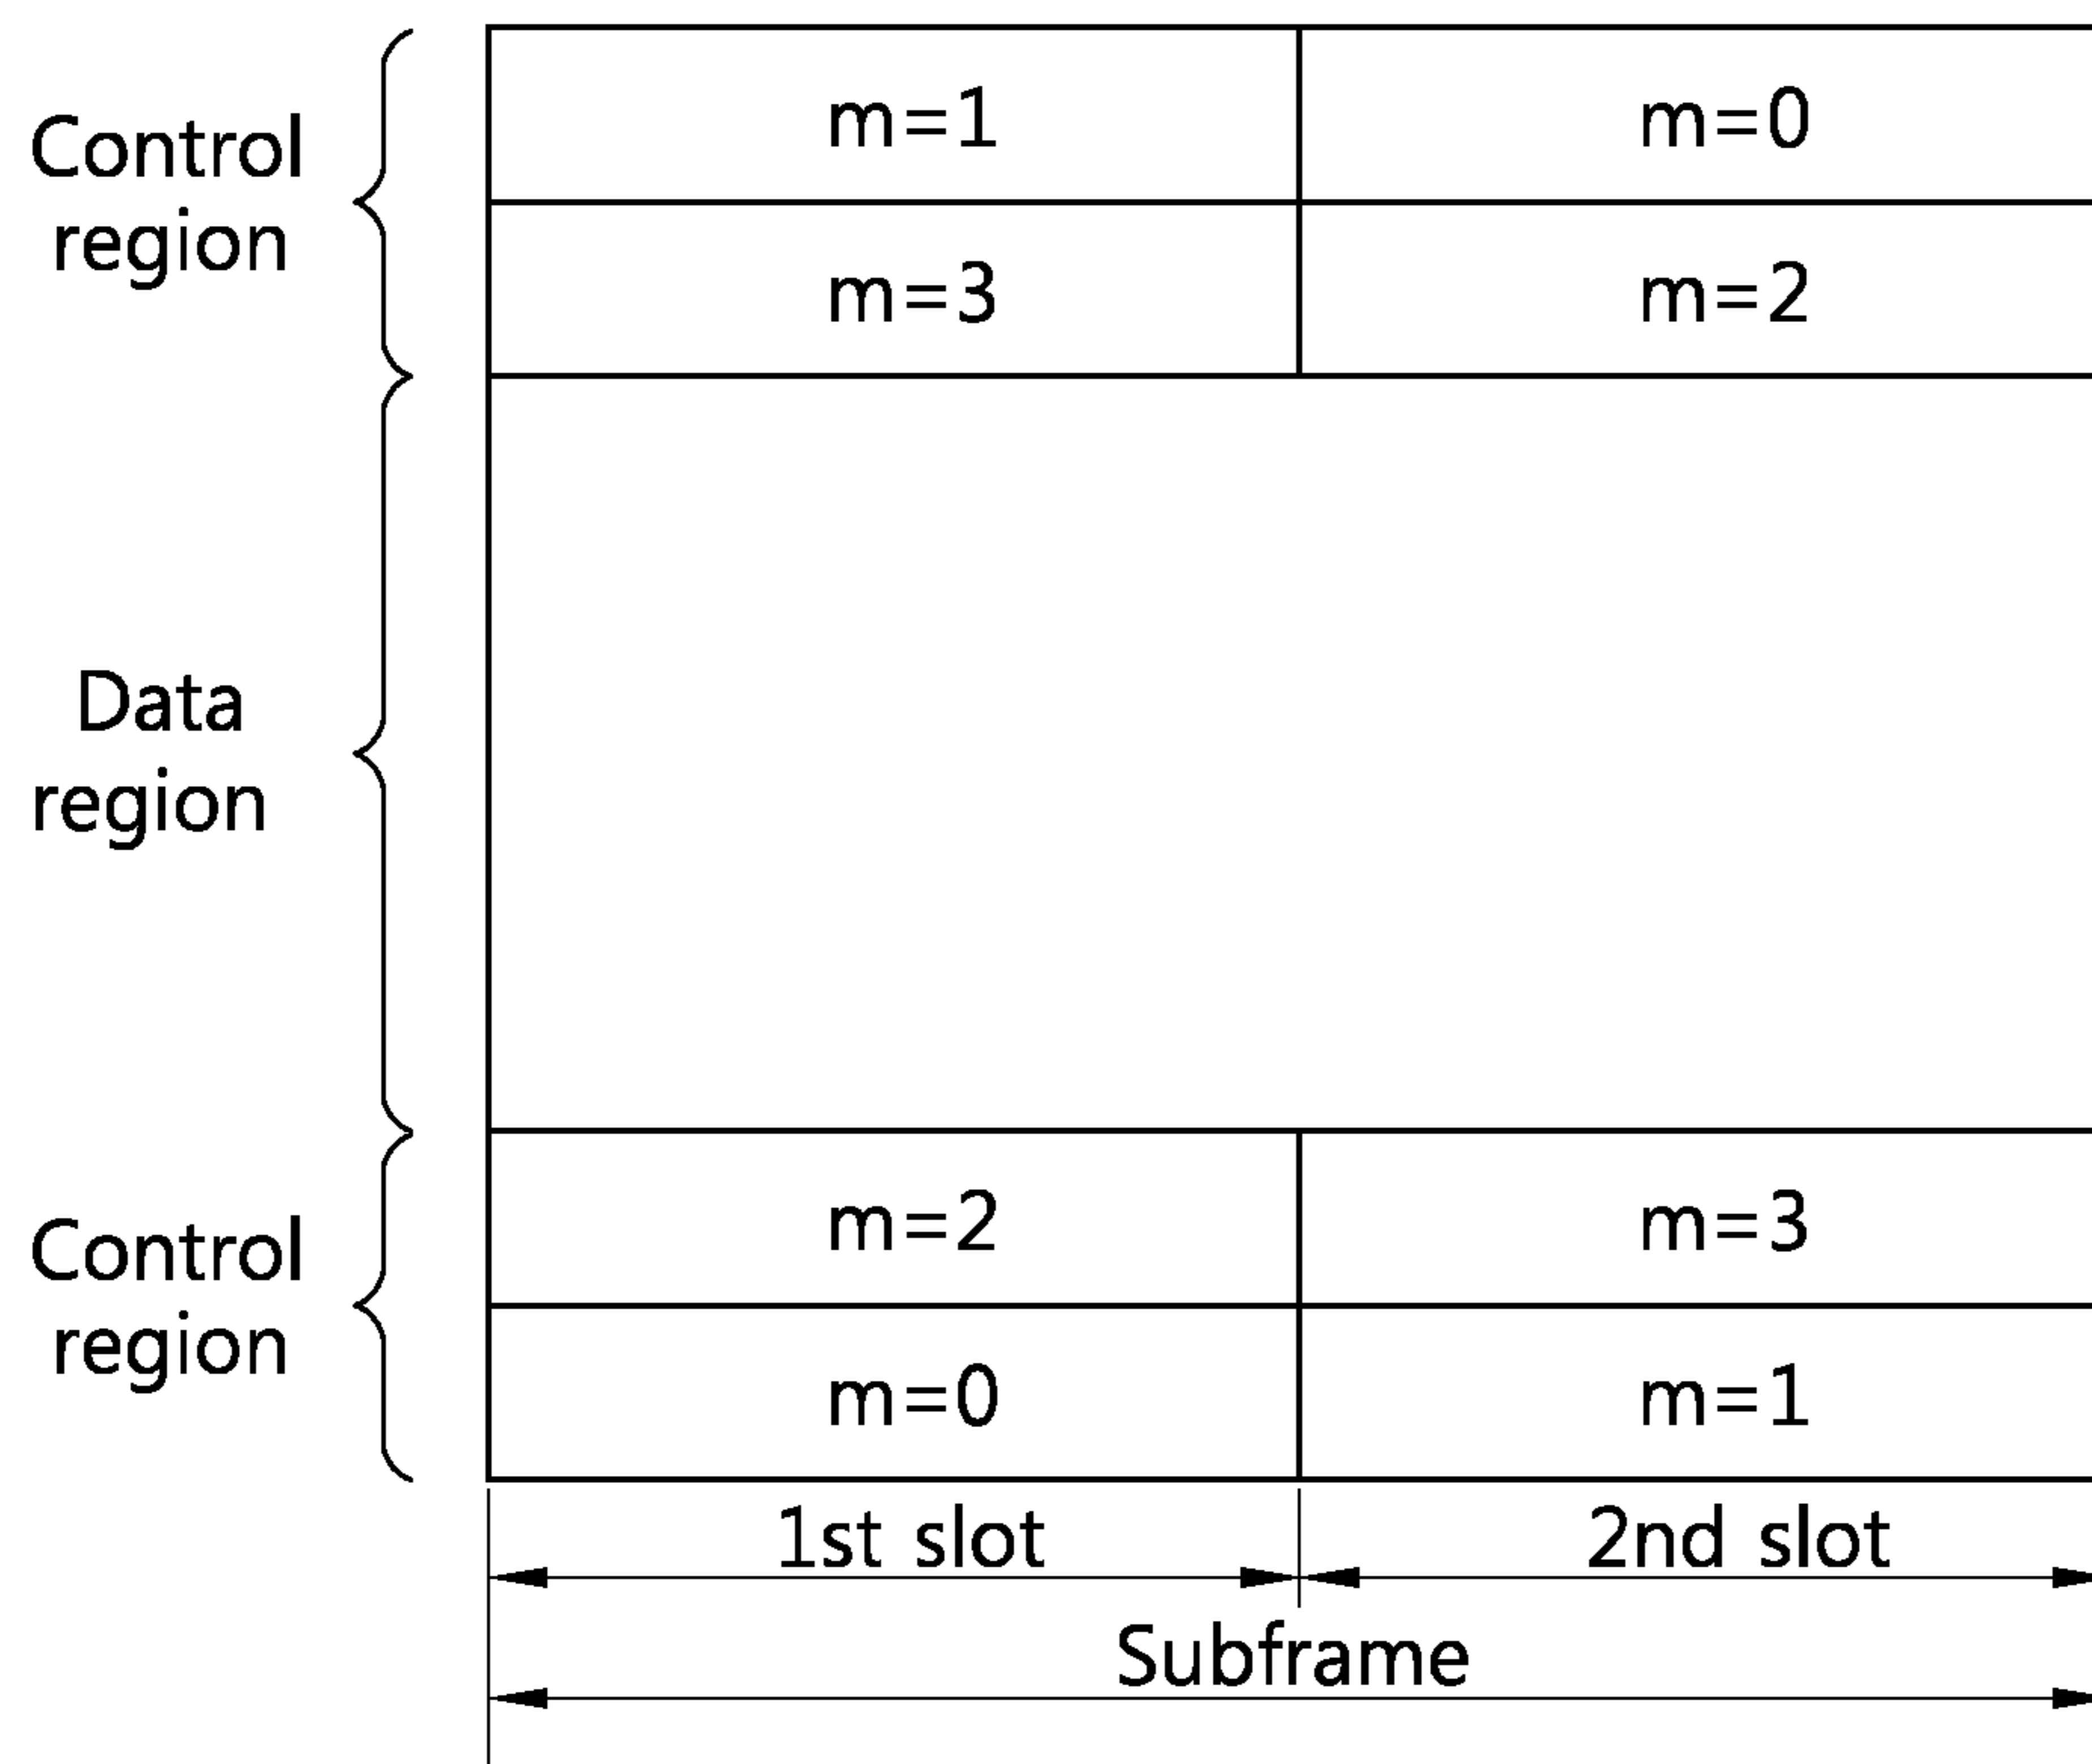 Control
region
m=1
m=0
m=3
m=2
Data
region
Control
region
m=2
m=3
m=0
m=1
1st slot
2nd slot
Subframe